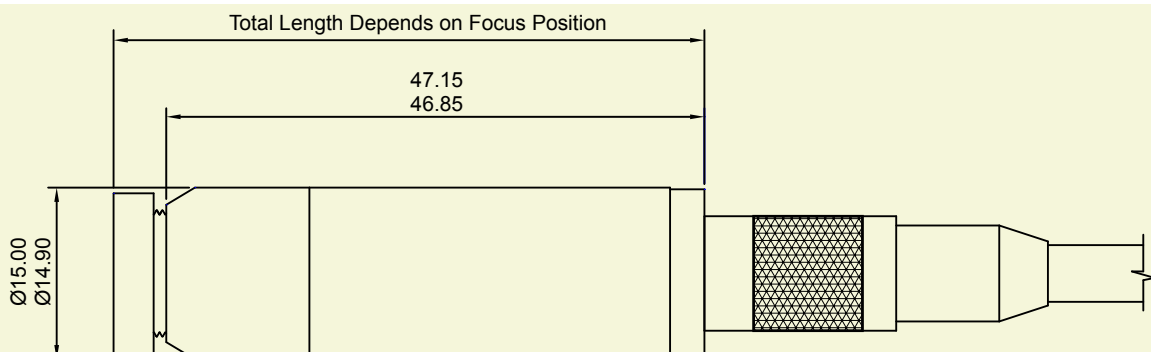 Total Length Depends on Focus Position
47.15
46.85
Ø15.00
Ø14.90